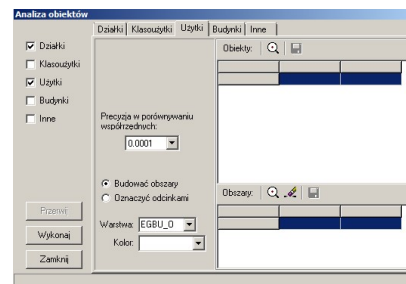 Analiza obiektów
Działki
Klasoużytki
Użytki
Budynki
Inne
Przerwij
Wykonaj
Zamknij
Działki | Klasoużytki | Użytki | Budynki | Inne
Precyzja w porównywaniu
współrzędnych:
0.0001
Budować obszary
Oznaczyć odcinkami
Warstwa: EGBU_O
Kolor:
Obiekty:
Obszary: